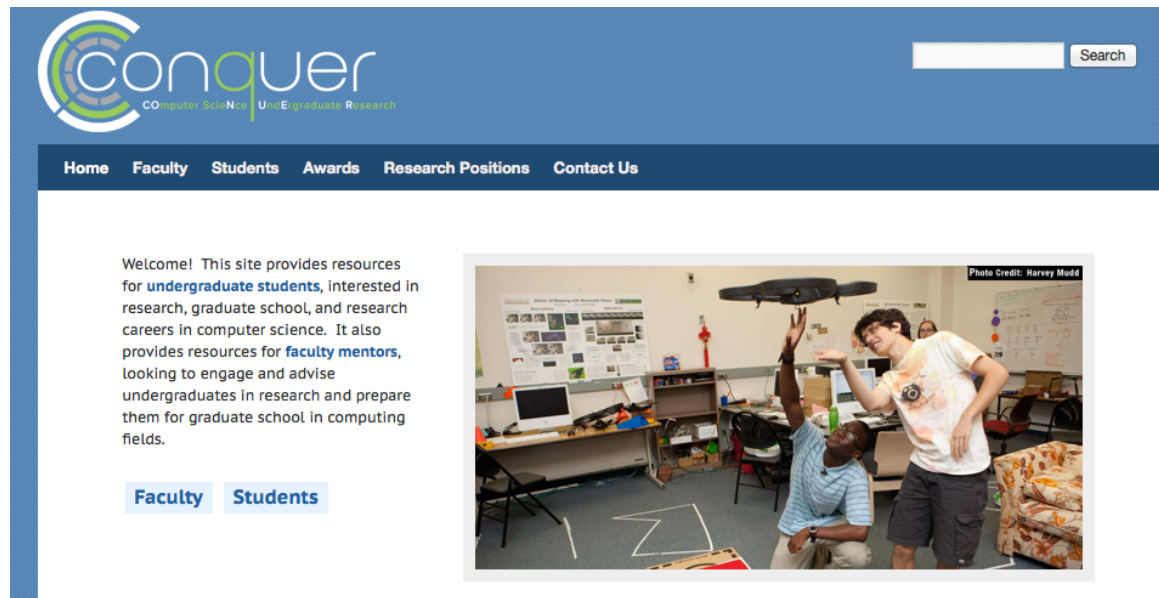 conquer
Search
COmputer ScieNce UndErgraduate Research
Home Faculty Students Awards Research Positions Contact Us
Welcome! This site provides resources
for undergraduate students, interested in
research, graduate school, and research
careers in computer science. It also
provides resources for faculty mentors,
looking to engage and advise
undergraduates in research and prepare
them for graduate school in computing
fields.
Faculty Students
Photo Credit: Harvey Mudd